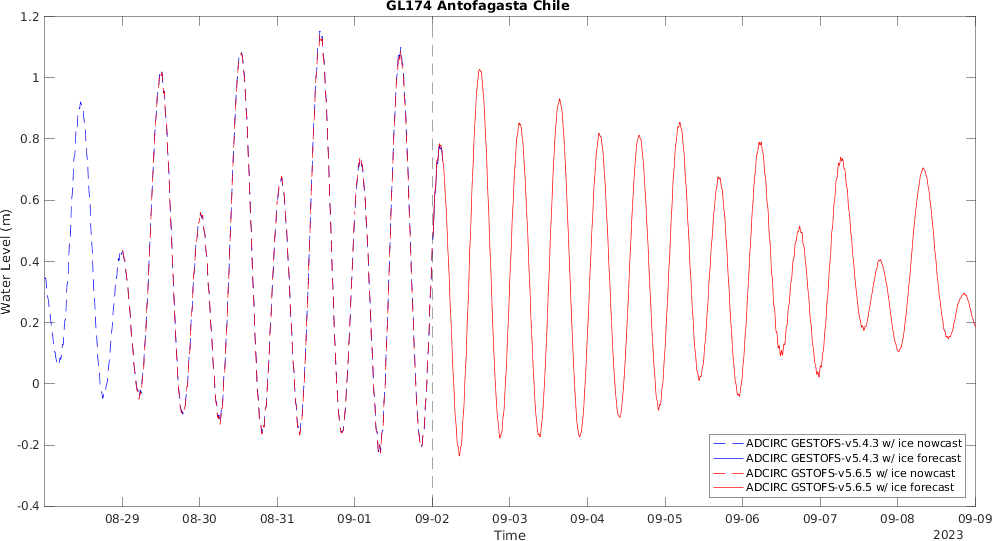 GL174 Antofagasta Chile
1.2
1
0.8
0.6
0.4
0.2
0
-0.2
-0.4
Water Level (m)
ADCIRC GESTOFS-v5.4.3 w/ ice nowcast
ADCIRC GESTOFS-v5.4.3 w/ ice forecast
ADCIRC GSTOFS-v5.6.5 w/ ice nowcast
ADCIRC GSTOFS-v5.6.5 w/ ice forecast
08-29 08-30 08-31 09-01 09-02 09-03 09-04 09-05 09-06 09-07 09-08 09-09
Time
2023